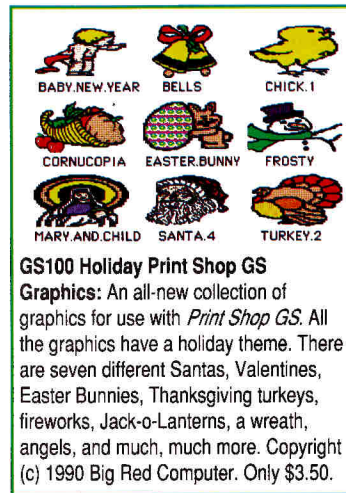 BABY.NEW.YEAR BELLS CHICK.1
CORNUCOPIA EASTER.BUNNY FROSTY
MARY.AND.CHILD SANTA.4 TURKEY.2
GS100 Holiday Print Shop GS
Graphics: An all-new collection of
graphics for use with Print Shop GS. All
the graphics have a holiday theme. There
are seven different Santas, Valentines,
Easter Bunnies, Thanksgiving turkeys,
fireworks, Jack-o-Lanterns, a wreath,
angels, and much, much more. Copyright
(c) 1990 Big Red Computer. Only $3.50.